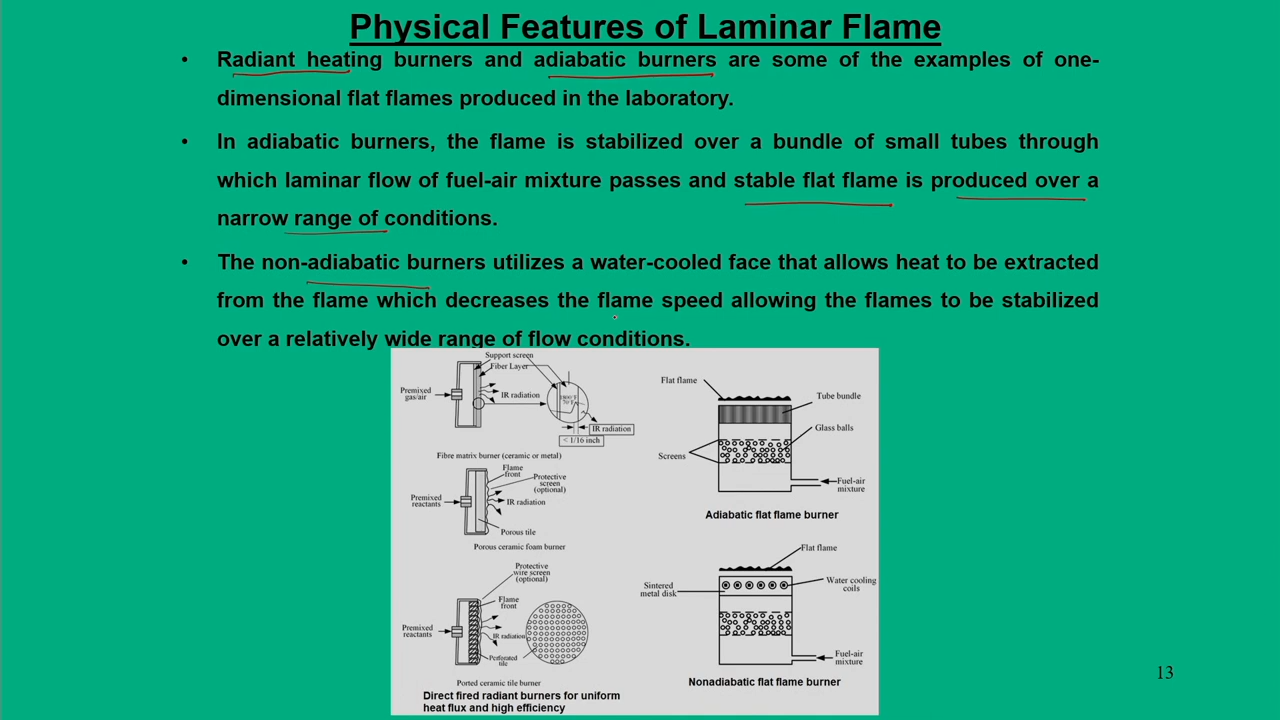 Physical Features of Laminar Flame
• Radiant heating burners and adiabatic burners are some of the examples of one-
dimensional flat flames produced in the laboratory.
• In adiabatic burners, the flame is stabilized over a bundle of small tubes through
which laminar flow of fuel-air mixture passes and stable flat flame is produced over a
narrow range of conditions.
• The non-adiabatic burners utilizes a water-cooled face that allows heat to be extracted
from the flame which decreases the flame speed allowing the flames to be stabilized
over a relatively wide range of flow conditions.
Support screen
Fiber Layer
Premixed
gas/air
IR radiation
IR radiation
< 1/16 inch
Fibre matrix burner (ceramic or metal)
Flame
front
Protective
screen
(optional)
Premixed
reactants
IR radiation
Porous tile
Porous ceramic foam burner
Protective
wire screen
(optional)
Flame
front
Premixed
reactants
IR radiation
Perforated
tile
Ported ceramic tile burner
Direct fired radiant burners for uniform
heat flux and high efficiency
Flat flame
Tube bundle
Glass balls
Screens
Fuel-air
mixture
Adiabatic flat flame burner
Flat flame
Sintered
metal disk
Water cooling
coils
Fuel-air
mixture
Nonadiabatic flat flame burner
13